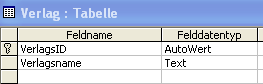 Verlag : Tabelle
Feldname Felddatentyp
VerlagsID AutoWert
Verlagsname Text